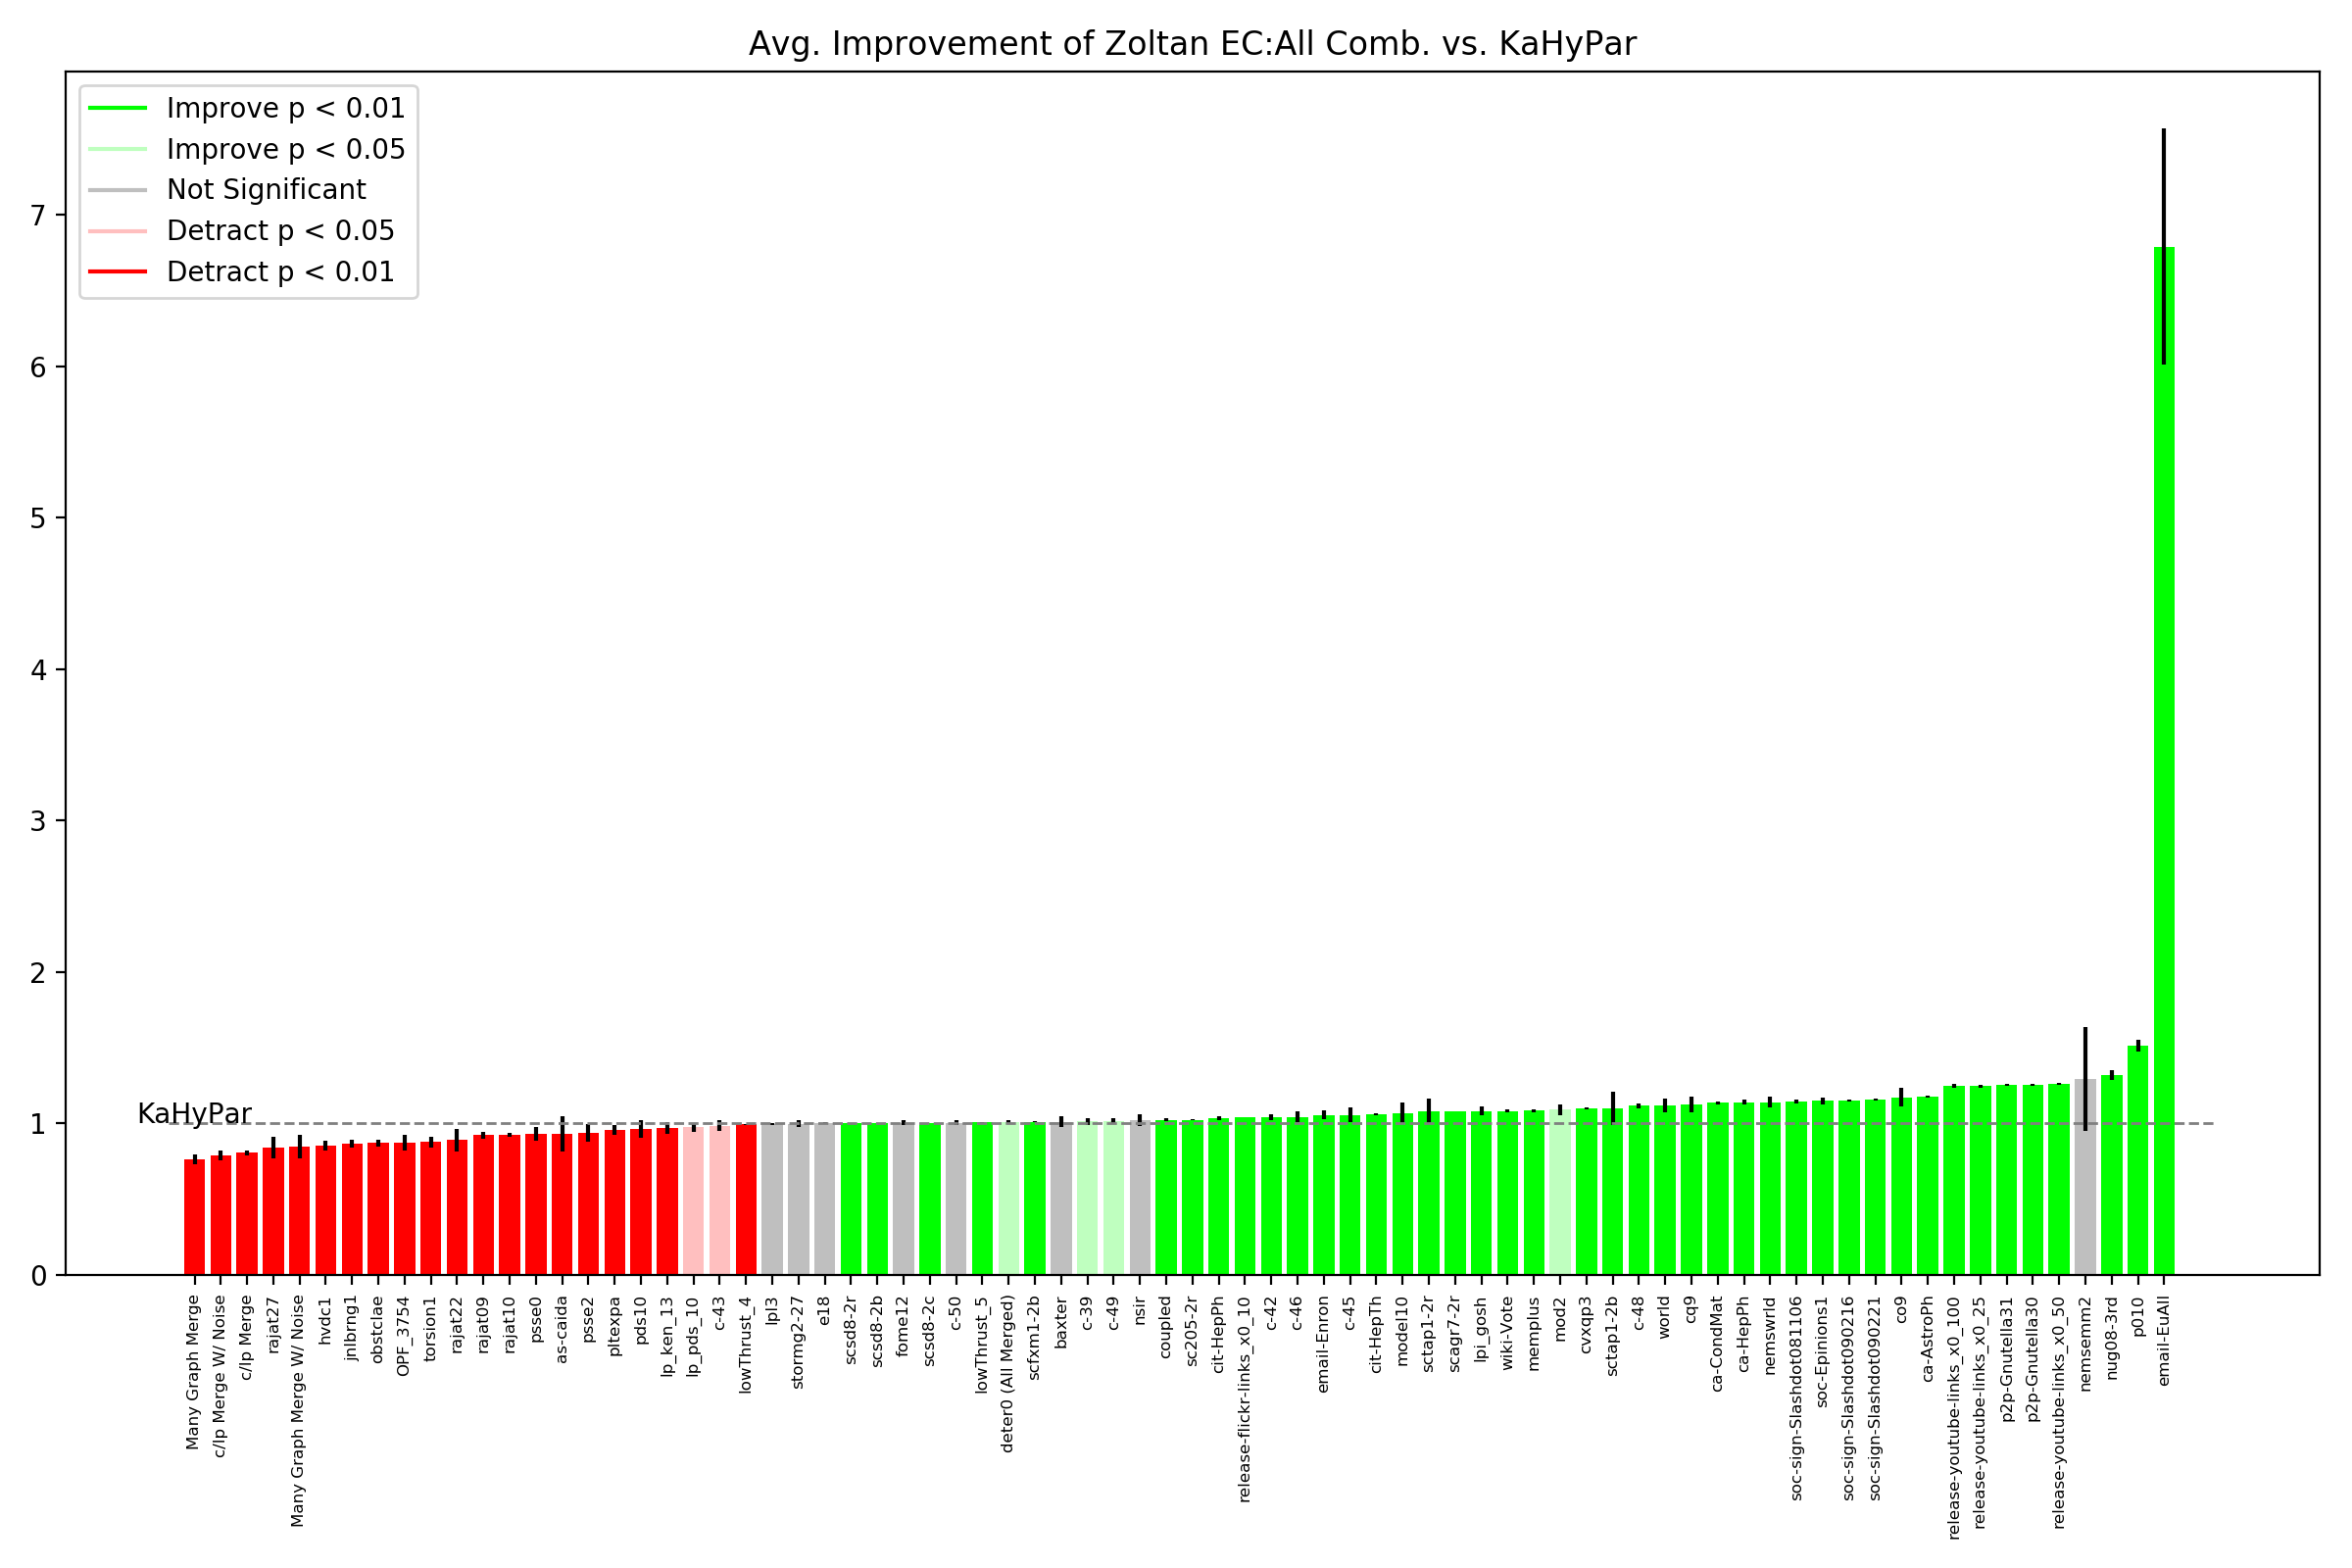 Avg. Improvement of Zoltan EC:All Comb. vs. KaHyPar
Improve p < 0.01
Improve p < 0.05
Not Significant
Detract p < 0.05
Detract p < 0.01
7
6
5
4
3
2
1
0
KaHyPar
Many Graph Merge
c/lp Merge W/ Noise
c/lp Merge
rajat27
Many Graph Merge W/ Noise
hvdc1
jnlbrng1
obstclae
OPF_3754
torsion1
rajat22
rajat09
rajat10
psse0
as-caida
psse2
pltexpa
pds10
lp_ken_13
lp_pds_10
c-43
lowThrust_4
lpl3
stormg2-27
e18
scsd8-2r
scsd8-2b
fome12
scsd8-2c
c-50
lowThrust_5
deter0 (All Merged)
scfxm1-2b
baxter
c-39
c-49
nsir
coupled
sc205-2r
cit-HepPh
release-flickr-links_x0_10
c-42
c-46
email-Enron
c-45
cit-HepTh
model10
sctap1-2r
scagr7-2r
lpi_gosh
wiki-Vote
memplus
mod2
cvxqp3
sctap1-2b
c-48
world
cq9
ca-CondMat
ca-HepPh
nemswrld
soc-sign-Slashdot081106
soc-Epinions1
soc-sign-Slashdot090216
soc-sign-Slashdot090221
co9
ca-AstroPh
release-youtube-links_x0_100
release-youtube-links_x0_25
p2p-Gnutella31
p2p-Gnutella30
release-youtube-links_x0_50
nemsemm2
nug08-3rd
p010
email-EuAll